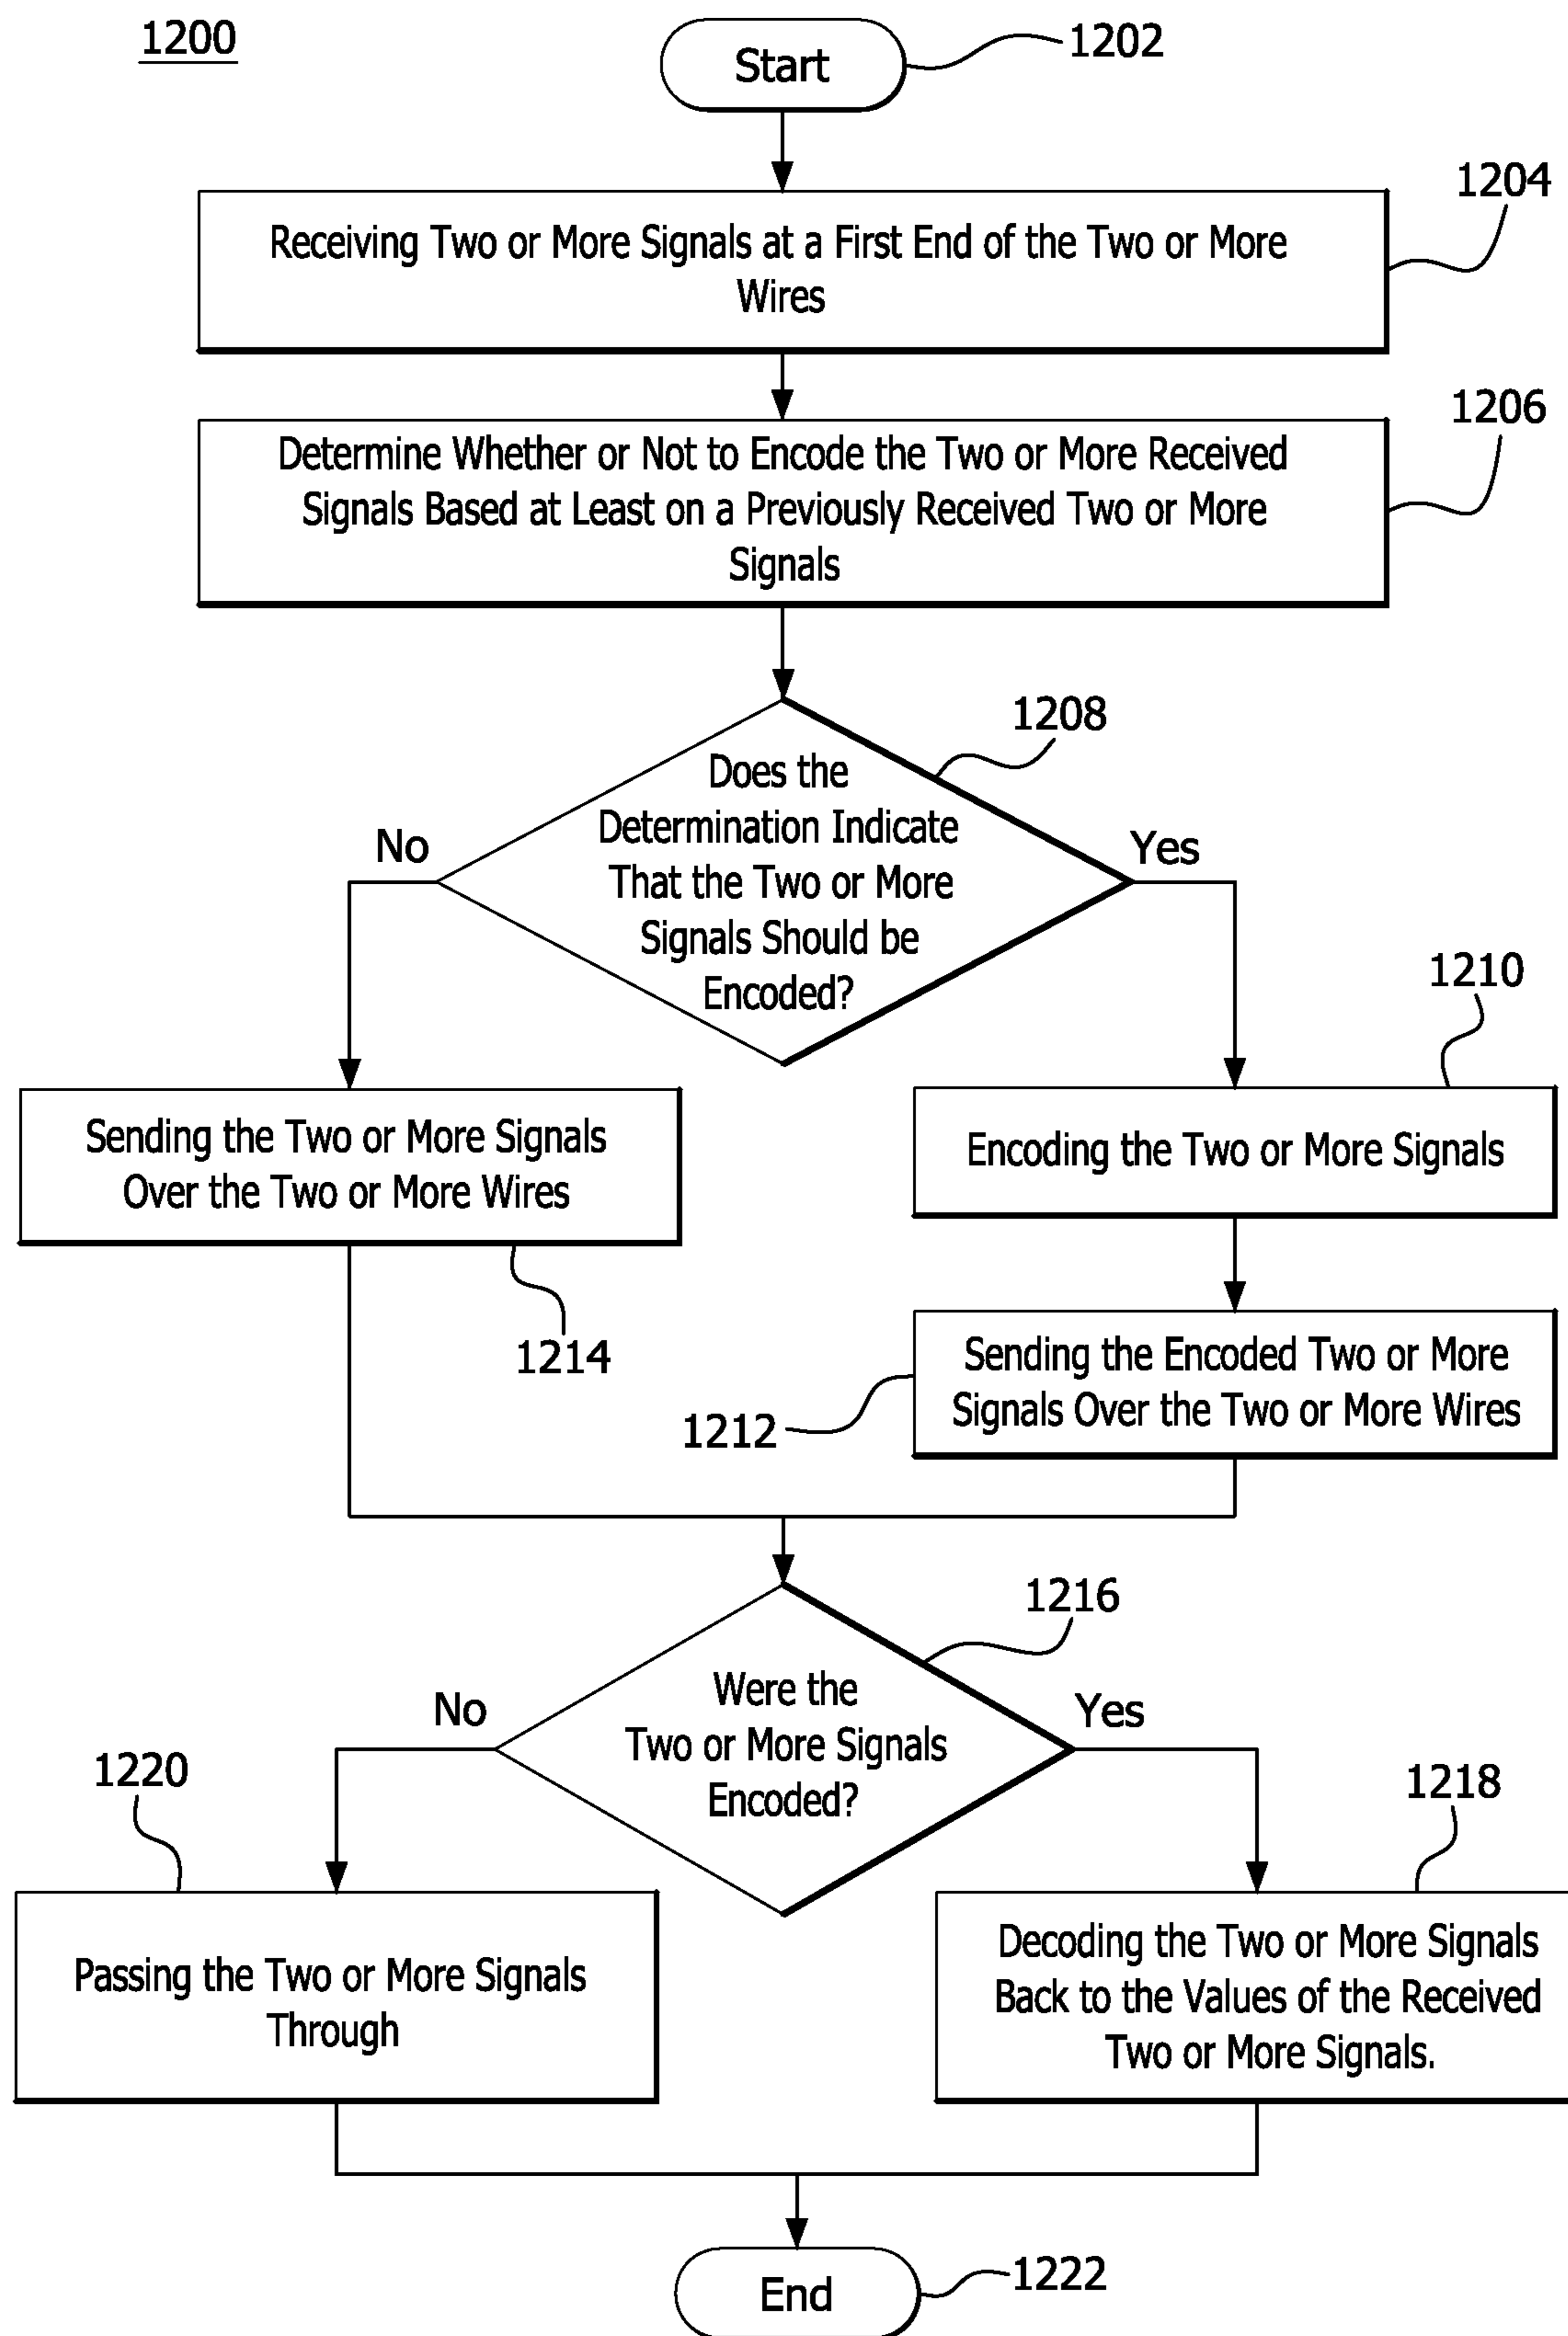 1200
Start
1202
1204
Receiving Two or More Signals at a First End of the Two or More
Wires
1206
Determine Whether or Not to Encode the Two or More Received
Signals Based at Least on a Previously Received Two or More
Signals
1208
Does the
Determination Indicate
That the Two or More
Signals Should be
Encoded?
No
Yes
1210
Sending the Two or More Signals
Over the Two or More Wires
Encoding the Two or More Signals
1214
Sending the Encoded Two or More
Signals Over the Two or More Wires
1212
1216
Were the
Two or More Signals
Encoded?
No
Yes
1220
1218
Passing the Two or More Signals
Through
Decoding the Two or More Signals
Back to the Values of the Received
Two or More Signals.
End
1222